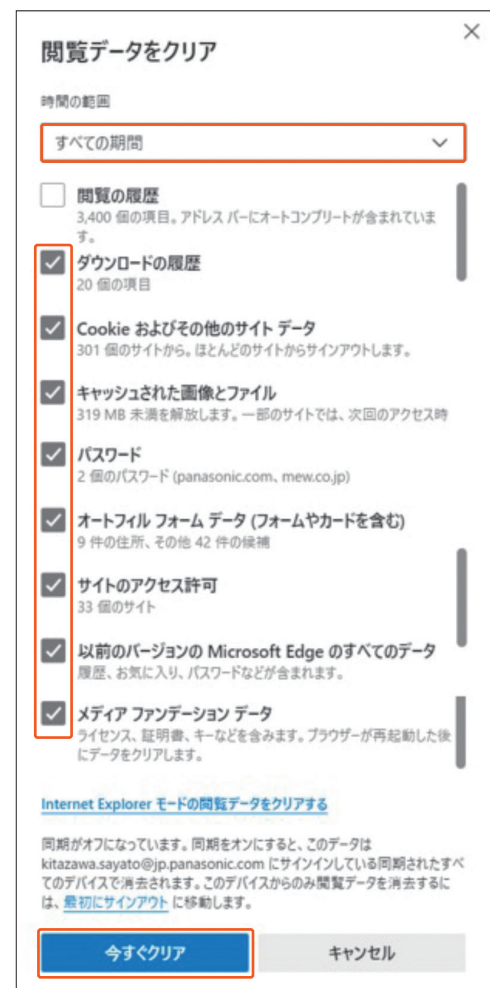 閲覧データをクリア
時間の範囲
すべての期間
閲覧の履歴
3,400 個の項目。アドレス バーにオートコンプリートが含まれていま
す。
ダウンロードの履歴
20 個の項目
Cookie およびその他のサイト データ
301 個のサイトから。ほとんどのサイトからサインアウトします。
キャッシュされた画像とファイル
319 MB 未満を解放します。一部のサイトでは、次回のアクセス時
パスワード
2 個のパスワード (panasonic.com、mew.co.jp)
オートフィル フォーム データ (フォームやカードを含む)
9 件の住所、その他 42 件の候補
サイトのアクセス許可
33 個のサイト
以前のバージョンの Microsoft Edge のすべてのデータ
履歴、お気に入り、パスワードなどが含まれます。
メディア ファンデーション データ
ライセンス、証明書、キーなどを含みます。ブラウザーが再起動した後
にデータをクリアします。
Internet Explorer モードの閲覧データをクリアする
同期がオフになっています。同期をオンにすると、このデータは
kitazawa.sayato@jp.panasonic.com にサインインしている同期されたすべ
てのデバイスで消去されます。このデバイスからのみ閲覧データを消去するに
は、最初にサインアウト に移動します。
今すぐクリア
キャンセル